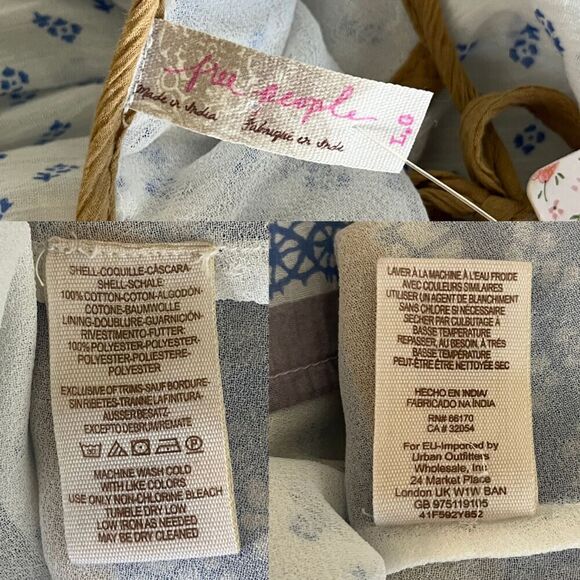 free people
Made in India
Fabriqué en Inde
L.G
SHELL-COQUILLE-CÁSCARA-
SHELL-SCHALE:
100% COTTON-COTON-ALGODÓN-
COTONE-BAUMWOLLE
LINING-DOUBLURE-GUARNICIÓN-
RIVESTIMENTO-FUTTER:
100% POLYESTER-POLYESTER-
POLYESTER-POLIESTERE-
POLYESTER
EXCLUSIVE OF TRIMS-SAUF BORDURE-
SIN RIBETES-TRANNE LA FINITURA-
AUSSER BESATZ.
EXCEPTO DEBRUM/REMATE
MACHINE WASH COLD
WITH LIKE COLORS
USE ONLY NON-CHLORINE BLEACH
TUMBLE DRY LOW
LOW IRON AS NEEDED
MAY BE DRY CLEANED
LAVER À LA MACHINE À L'EAU FROIDE
AVEC COULEURS SIMILAIRES
UTILISER UN AGENT DE BLANCHIMENT
SANS CHLORE SI NÉCESSAIRE
SÉCHER PAR CULBUTAGE À
BASSE TEMPÉRATURE
REPASSER, AU BESOIN, À TRÈS
BASSE TEMPÉRATURE
PEUT-ÊTRE ÊTRE NETTOYÉE SEC
HECHO EN INDIA/
FABRICADO NA ÍNDIA
RN# 66170
CA# 32054
For EU-Imported by
Urban Outfitters
Wholesale, Inc
24 Market Place
London UK W1W 8AN
GB 975119105
41F592Y852